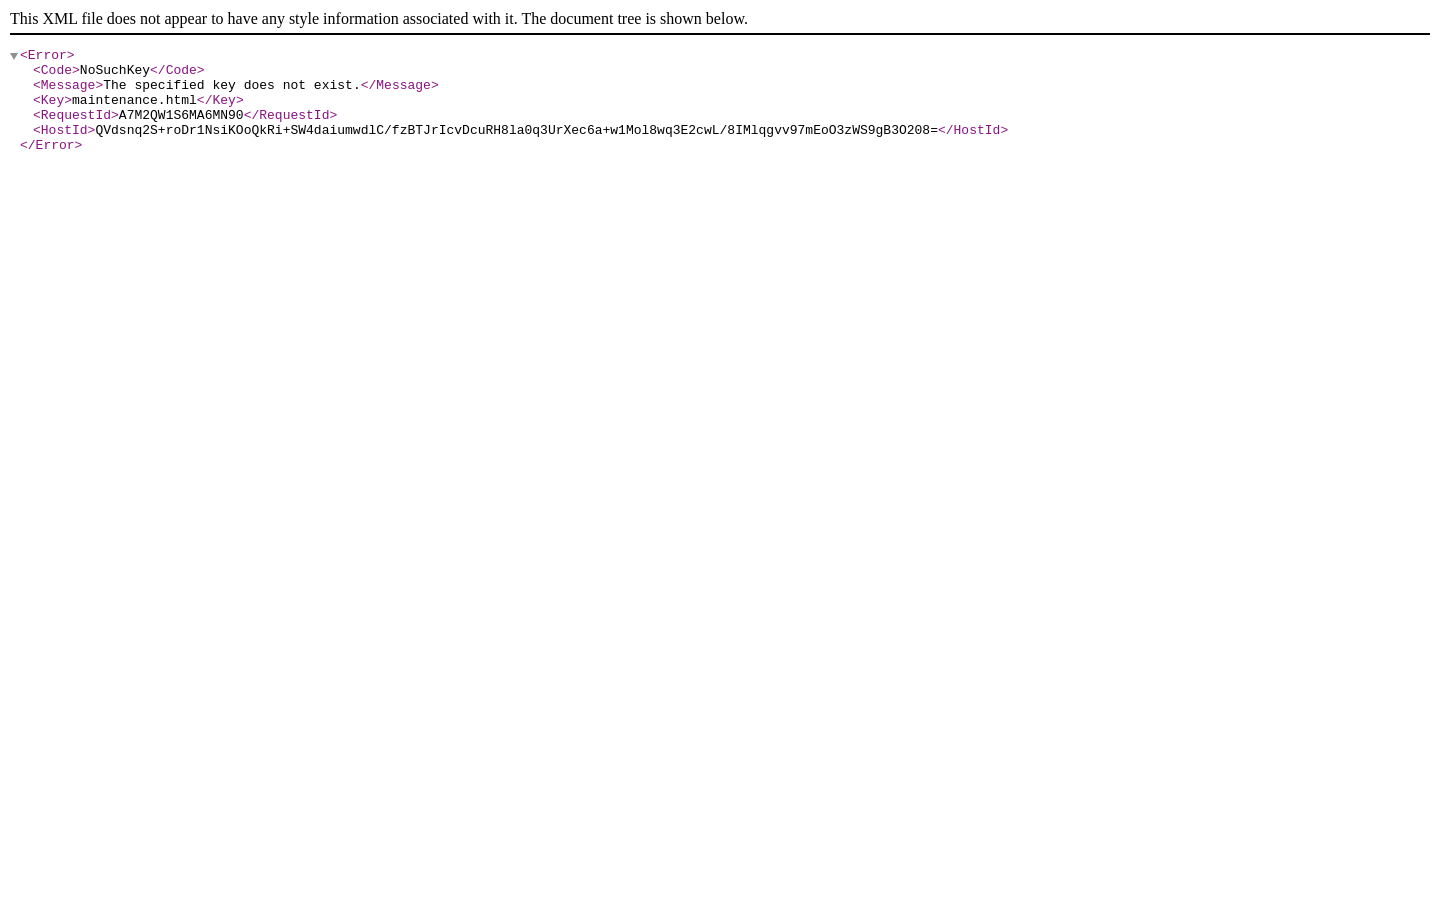 This XML file does not appear to have any style information associated with it. The document tree is shown below.
<Error>
<Code>NoSuchKey</Code>
<Message>The specified key does not exist.</Message>
<Key>maintenance.html</Key>
<RequestId>A7M2QW1S6MA6MN90</RequestId>
<HostId>QVdsnq2S+roDr1NsiKOoQkRi+SW4daiumwdlC/fzBTJrIcvDcuRH8la0q3UrXec6a+w1Mol8wq3E2cwL/8IMlqgvv97mEoO3zWS9gB3O208=</HostId>
</Error>